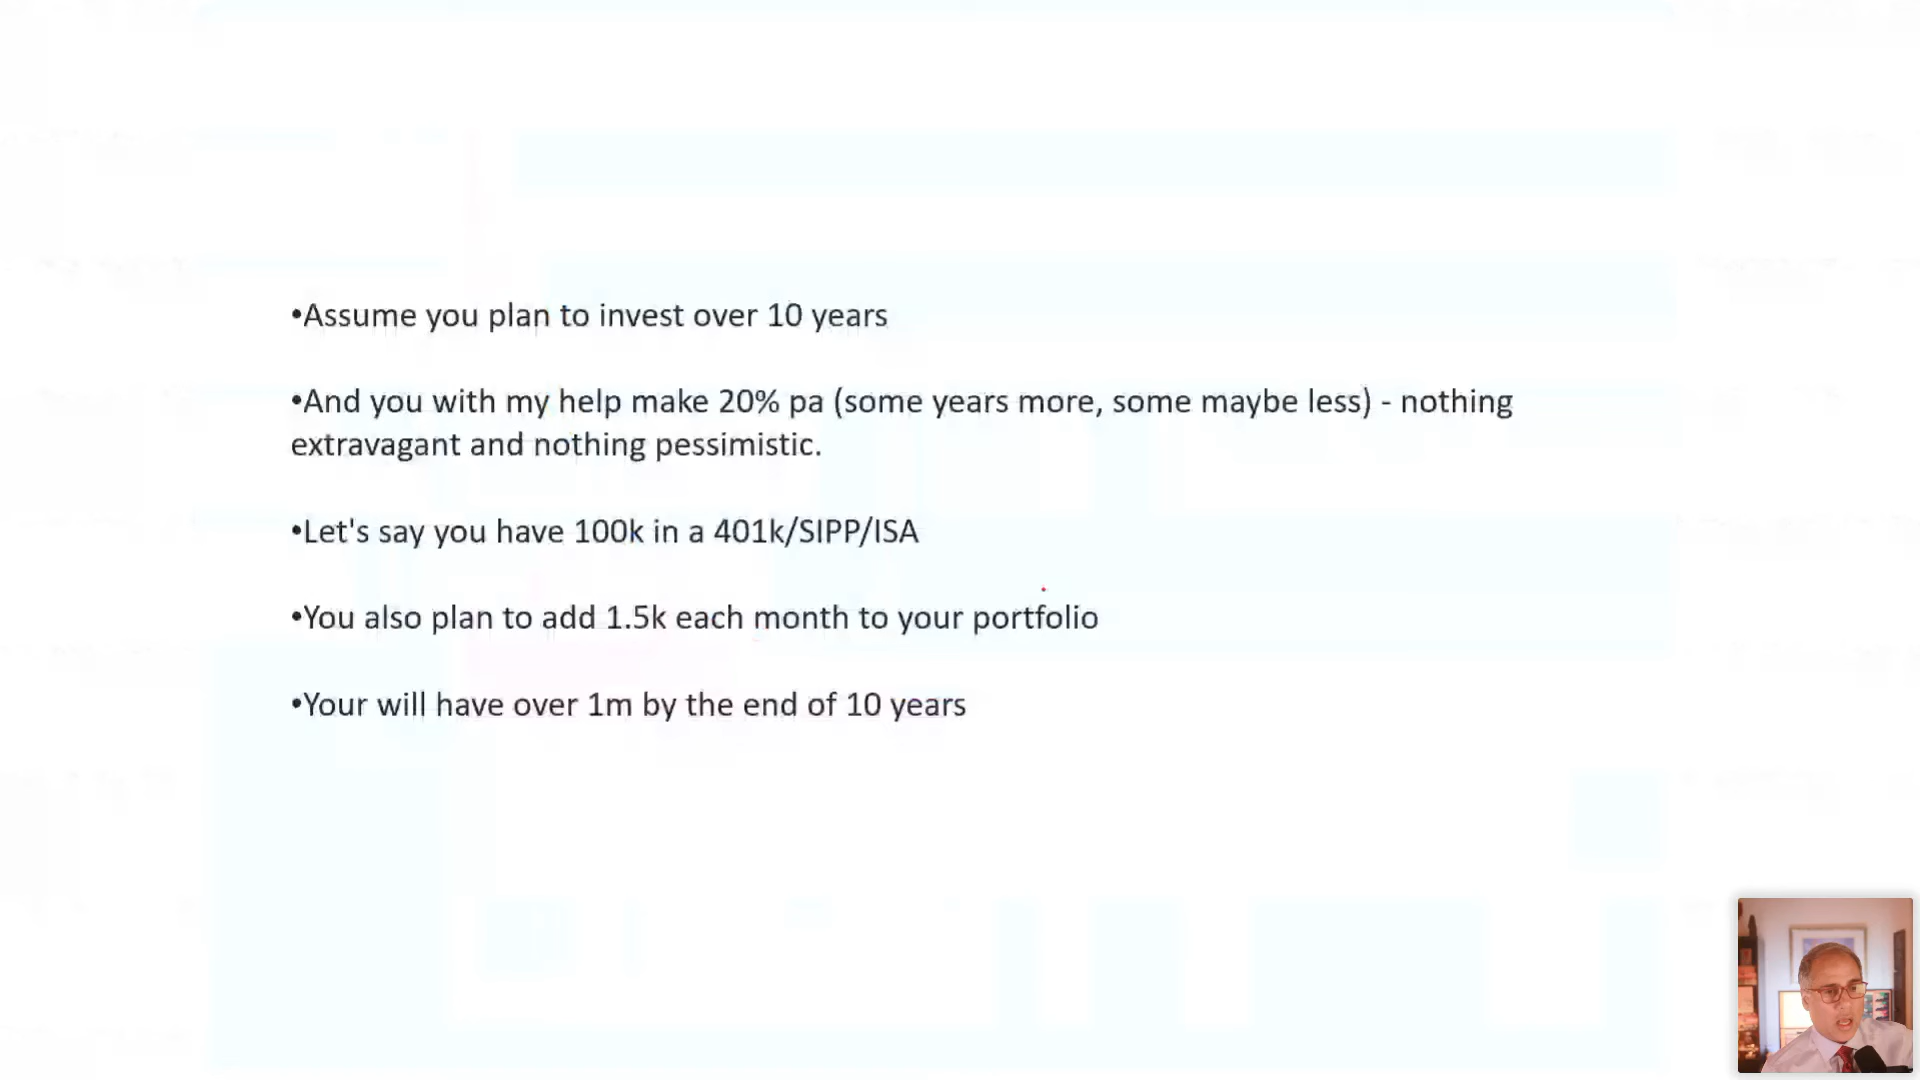 •Assume you plan to invest over 10 years
•And you with my help make 20% pa (some years more, some maybe less) - nothing
extravagant and nothing pessimistic.
•Let's say you have 100k in a 401k/SIPP/ISA
•You also plan to add 1.5k each month to your portfolio
•Your will have over 1m by the end of 10 years